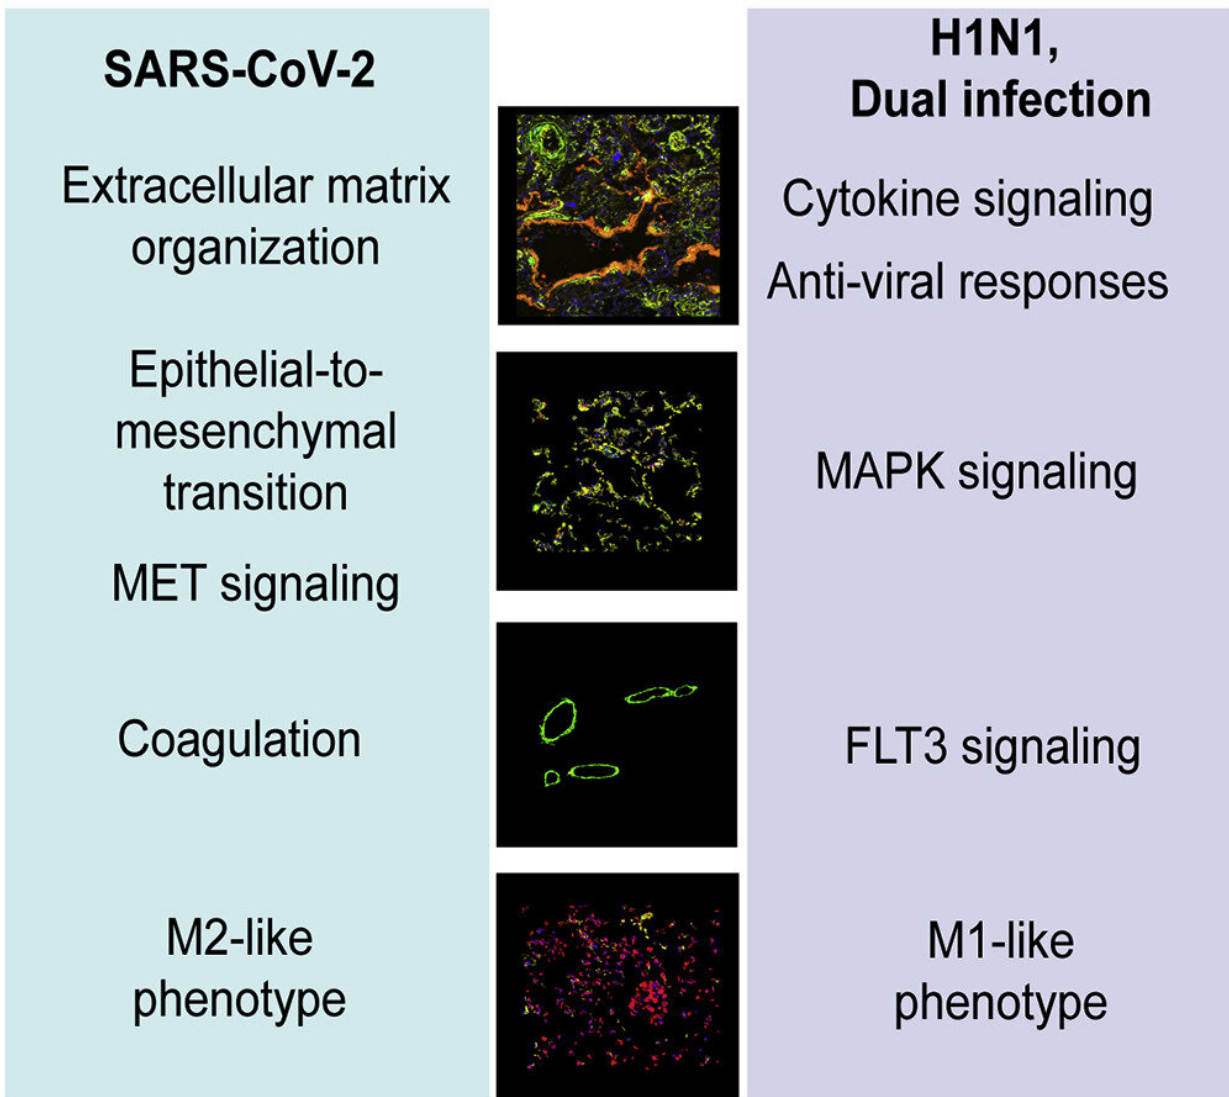 SARS-CoV-2
Extracellular matrix
organization
Epithelial-to-
mesenchymal
transition
MET signaling
Coagulation
M2-like
phenotype
H1N1,
Dual infection
Cytokine signaling
Anti-viral responses
MAPK signaling
FLT3 signaling
M1-like
phenotype